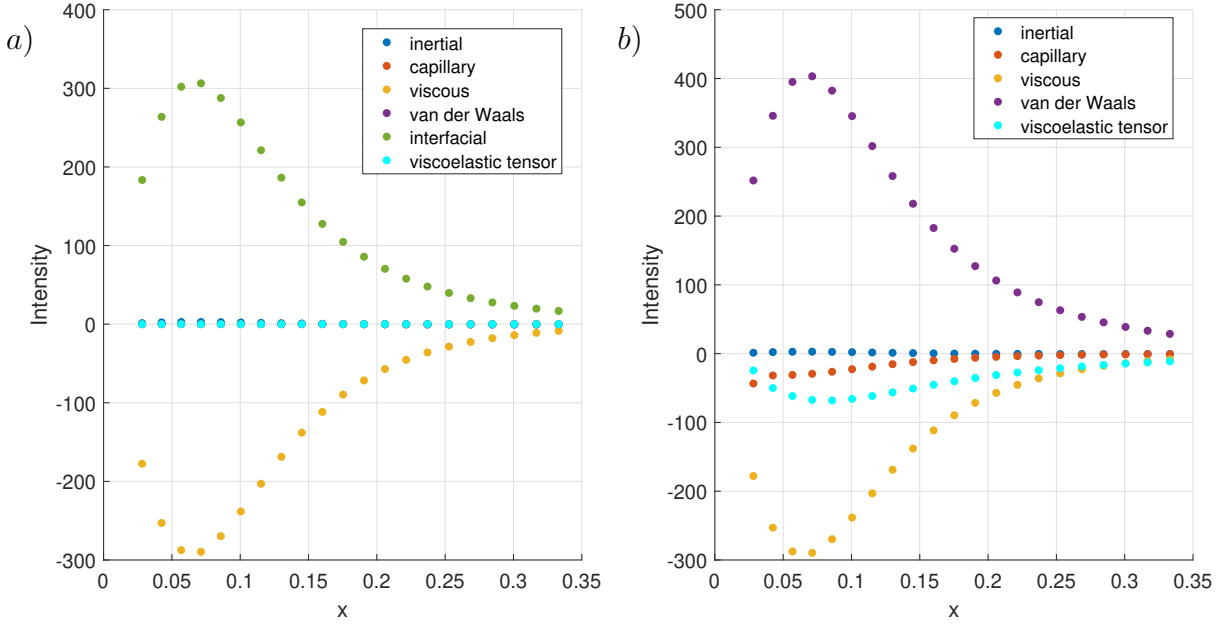 a)
400
300
200
100
0
-100
-200
-300
Intensity
inertial
capillary
viscous
van der Waals
interfacial
viscoelastic tensor
0 0.05 0.1 0.15 0.2 0.25 0.3 0.35
x
b)
500
400
300
200
100
0
-100
-200
-300
Intensity
inertial
capillary
viscous
van der Waals
viscoelastic tensor
0 0.05 0.1 0.15 0.2 0.25 0.3 0.35
x